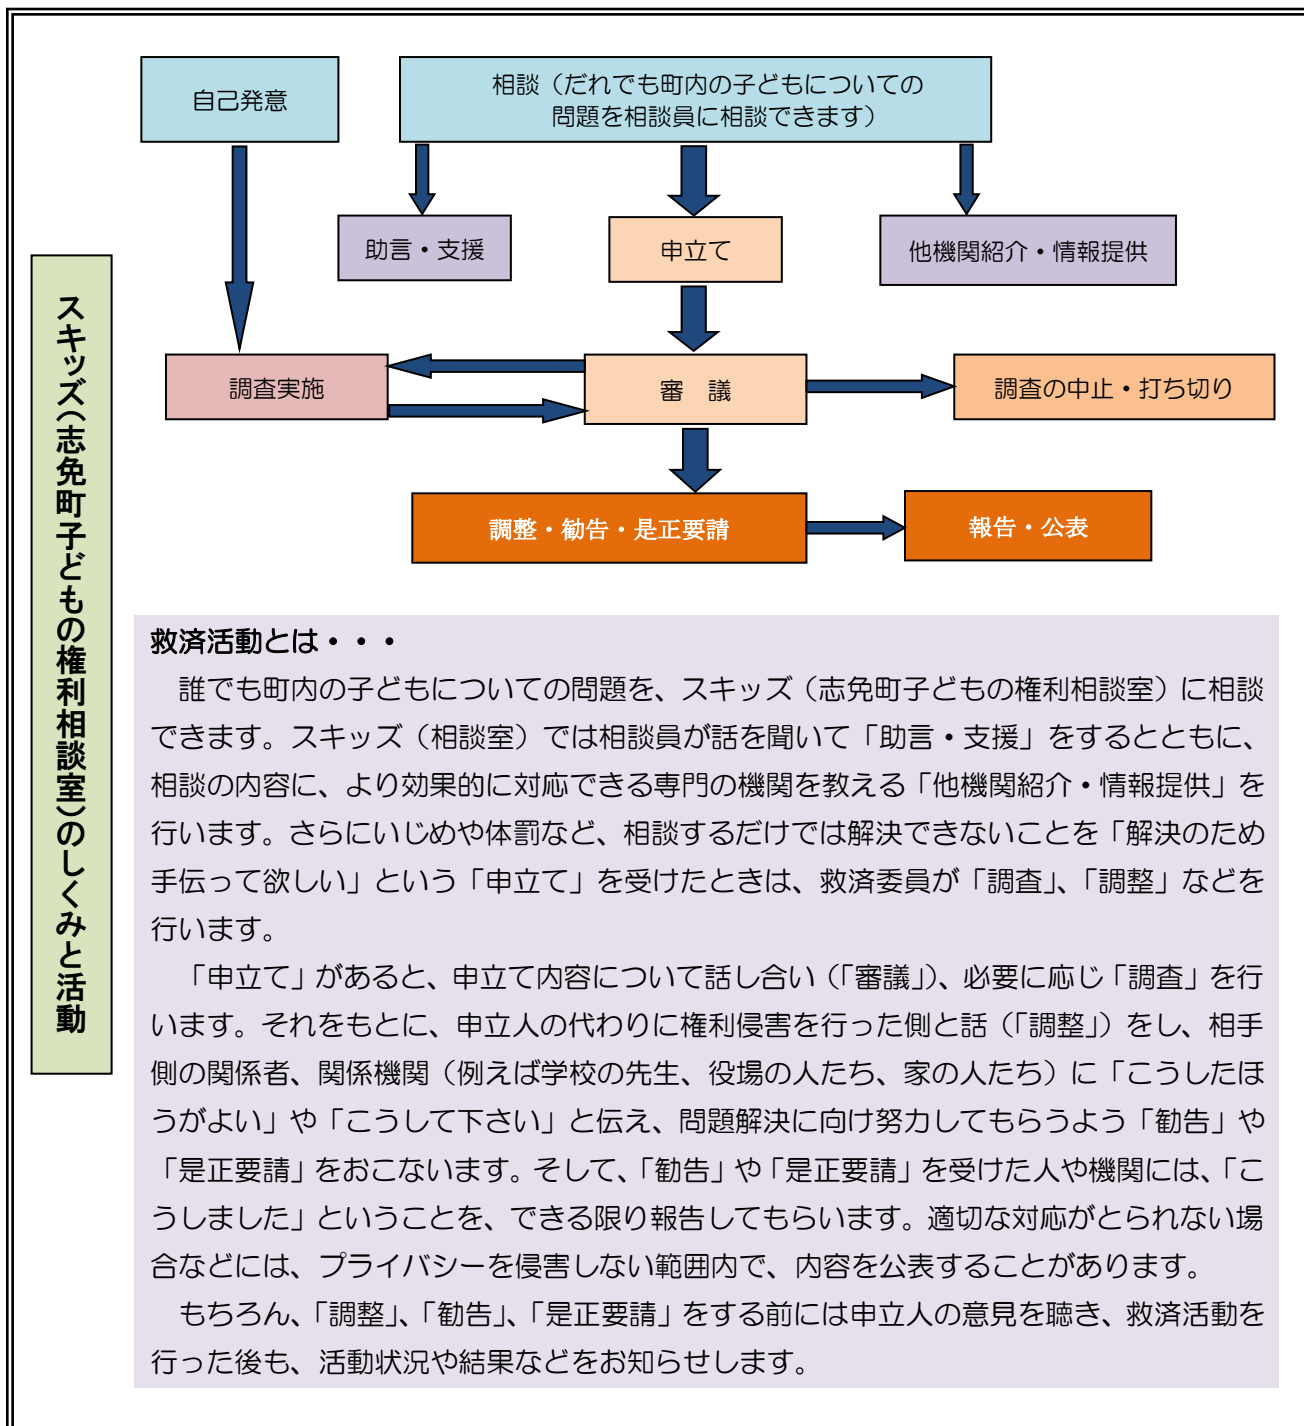 スキッズ（志免町子どもの権利相談室）のしくみと活動
自己発意
相談（だれでも町内の子どもについての
問題を相談員に相談できます）
助言・支援
申立て
他機関紹介・情報提供
調査実施
審　議
調査の中止・打ち切り
調整・勧告・是正要請
報告・公表
救済活動とは・・・
　誰でも町内の子どもについての問題を、スキッズ（志免町子どもの権利相談室）に相談
できます。スキッズ（相談室）では相談員が話を聞いて「助言・支援」をするとともに、
相談の内容に、より効果的に対応できる専門の機関を教える「他機関紹介・情報提供」を
行います。さらにいじめや体罰など、相談するだけでは解決できないことを「解決のため
手伝って欲しい」という「申立て」を受けたときは、救済委員が「調査」、「調整」などを
行います。
　「申立て」があると、申立て内容について話し合い（「審議」）、必要に応じ「調査」を行
います。それをもとに、申立人の代わりに権利侵害を行った側と話（「調整」）をし、相手
側の関係者、関係機関（例えば学校の先生、役場の人たち、家の人たち）に「こうしたほ
うがよい」や「こうして下さい」と伝え、問題解決に向け努力してもらうよう「勧告」や
「是正要請」をおこないます。そして、「勧告」や「是正要請」を受けた人や機関には、「こ
うしました」ということを、できる限り報告してもらいます。適切な対応がとられない場
合などには、プライバシーを侵害しない範囲内で、内容を公表することがあります。
　もちろん、「調整」、「勧告」、「是正要請」をする前には申立人の意見を聴き、救済活動を
行った後も、活動状況や結果などをお知らせします。